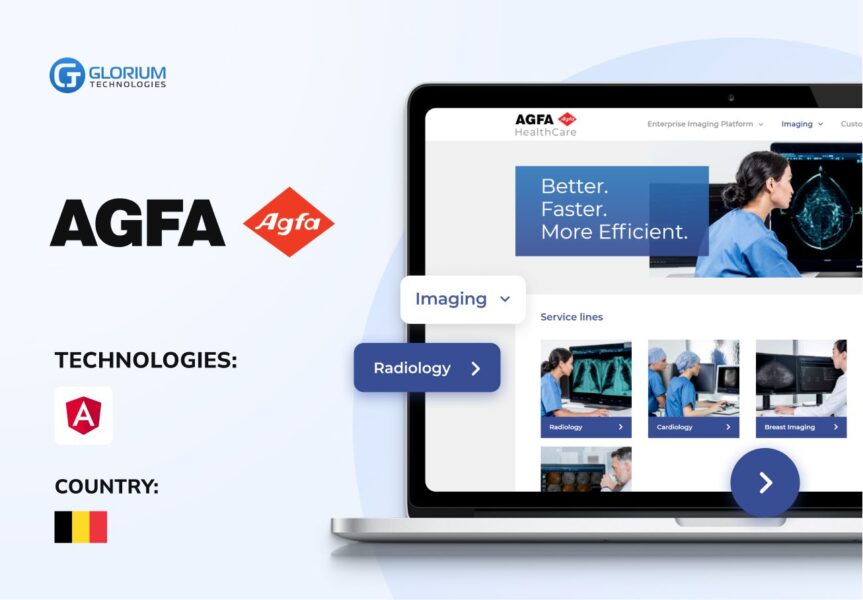 GLORIUM
TECHNOLOGIES
AGFA Agfa
TECHNOLOGIES:
A
COUNTRY:
AGFA Agfa
HealthCare
Enterprise Imaging Platform
Imaging
Custo
Better.
Faster.
More Efficient.
Imaging
Radiology
Service lines
Radiology
Cardiology
Breast Imaging